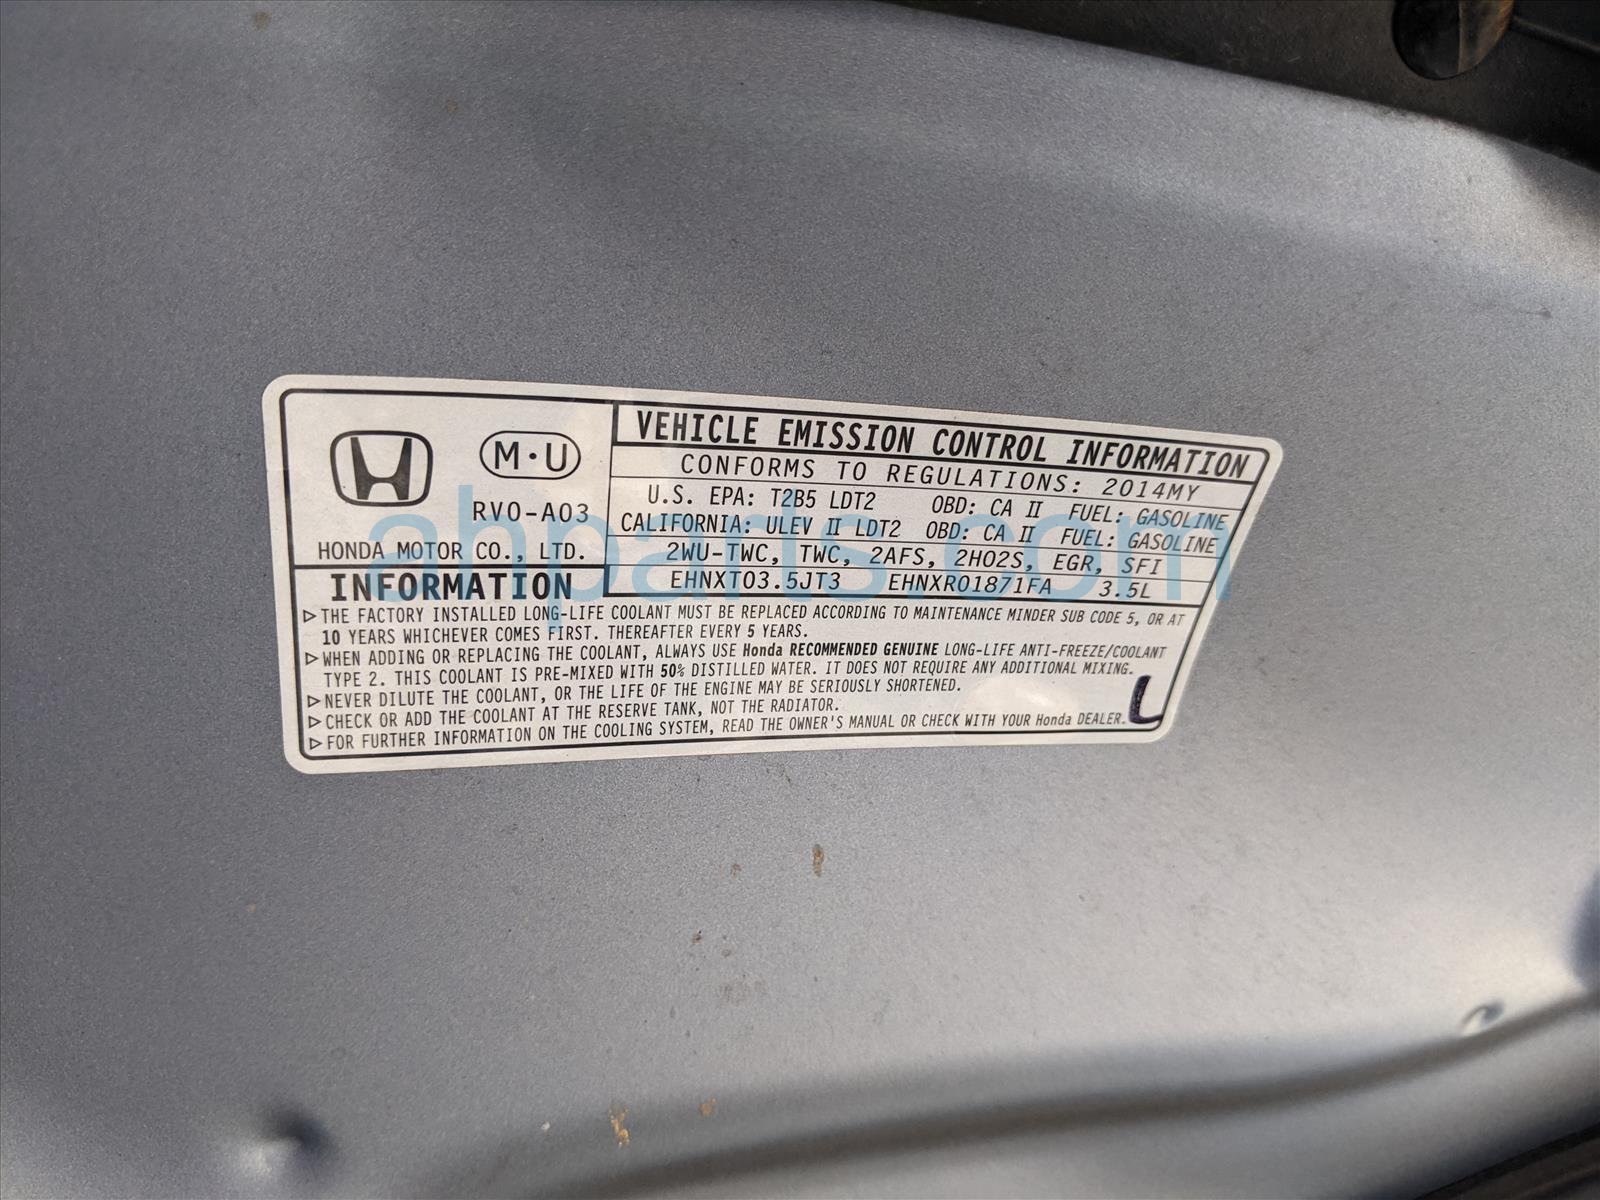 VEHICLE EMISSION CONTROL INFORMATION
CONFORMS TO REGULATIONS: 2014MY
U.S. EPA: T2B5 LDT2 OBD: CA II FUEL: GASOLINE
CALIFORNIA: ULEV II LDT2 OBD: CA II FUEL: GASOLINE
2WU-TWC, TWC, 2AFS, 2HO2S, EGR, SFI
EHNXT03.5JT3 EHNXR01871FA 3.5L
M·U
RV0-A03
HONDA MOTOR CO., LTD.
INFORMATION
▷THE FACTORY INSTALLED LONG-LIFE COOLANT MUST BE REPLACED ACCORDING TO MAINTENANCE MINDER SUB CODE 5, OR AT
10 YEARS WHICHEVER COMES FIRST. THEREAFTER EVERY 5 YEARS.
▷WHEN ADDING OR REPLACING THE COOLANT, ALWAYS USE Honda RECOMMENDED GENUINE LONG-LIFE ANTI-FREEZE/COOLANT
TYPE 2. THIS COOLANT IS PRE-MIXED WITH 50% DISTILLED WATER. IT DOES NOT REQUIRE ANY ADDITIONAL MIXING.
▷NEVER DILUTE THE COOLANT, OR THE LIFE OF THE ENGINE MAY BE SERIOUSLY SHORTENED.
▷CHECK OR ADD THE COOLANT AT THE RESERVE TANK, NOT THE RADIATOR.
▷FOR FURTHER INFORMATION ON THE COOLING SYSTEM, READ THE OWNER'S MANUAL OR CHECK WITH YOUR Honda DEALER.
L
ahparts.com